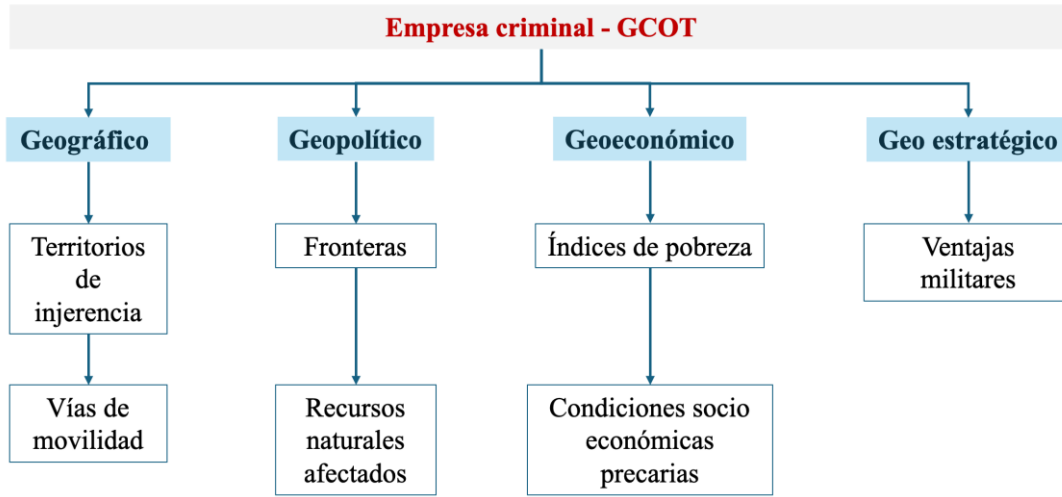 Empresa criminal - GCOT
Geográfico
Geopolítico
Geoeconómico
Geo estratégico
Territorios
de
injerencia
Fronteras
Índices de pobreza
Ventajas
militares
Vías de
movilidad
Recursos
naturales
afectados
Condiciones socio
económicas
precarias